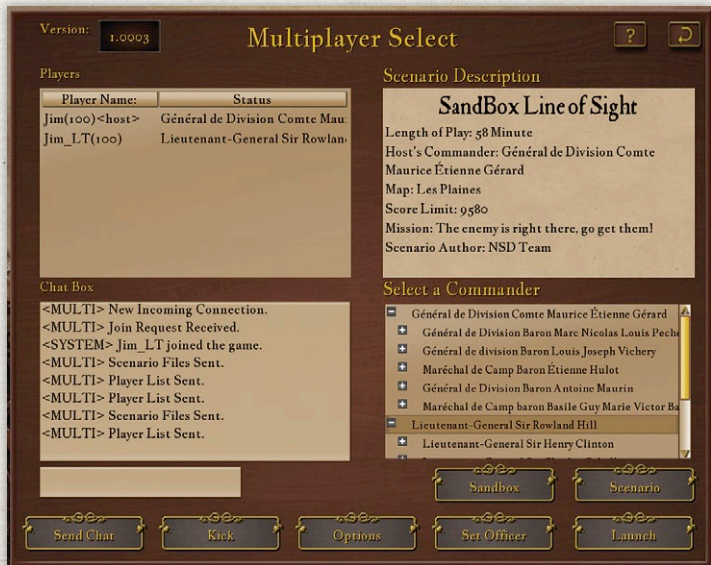 Version:
1.0003
Multiplayer Select
?
Players
Player Name:
Status
Jim(100)<host>
Général de Division Comte Mau
Jim_LT(100)
Lieutenant-General Sir Rowlan
Scenario Description
SandBox Line of Sight
Length of Play: 58 Minute
Host's Commander: Général de Division Comte
Maurice Étienne Gérard
Map: Les Plaines
Score Limit: 9580
Mission: The enemy is right there, go get them!
Scenario Author: NSD Team
Chat Box
<MULTI> New Incoming Connection.
<MULTI> Join Request Received.
<SYSTEM> Jim_LT joined the game.
<MULTI> Scenario Files Sent.
<MULTI> Player List Sent.
<MULTI> Player List Sent.
<MULTI> Scenario Files Sent.
<MULTI> Player List Sent.
Select a Commander
Général de Division Comte Maurice Étienne Gérard
Général de Division Baron Marc Nicolas Louis Peche
Général de division Baron Louis Joseph Vichery
Maréchal de Camp Baron Étienne Hulot
Général de Division Baron Antoine Maurin
Maréchal de Camp baron Basile Guy Marie Victor Ba
Lieutenant-General Sir Rowland Hill
Lieutenant-General Sir Henry Clinton
Sandbox
Scenario
Send Chat
Kick
Options
Set Officer
Launch